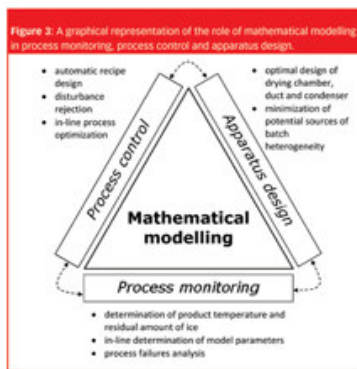 Figure 3: A graphical representation of the role of mathematical modelling
in process monitoring, process control and apparatus design.
• automatic recipe
design
• disturbance
rejection
• in-line process
optimization
• optimal design of
drying chamber,
duct and condenser
• minimization of
potential sources of
batch
heterogeneity
Process control
Apparatus design
Mathematical
modelling
Process monitoring
• determination of product temperature and
residual amount of ice
• in-line determination of model parameters
• process failures analysis